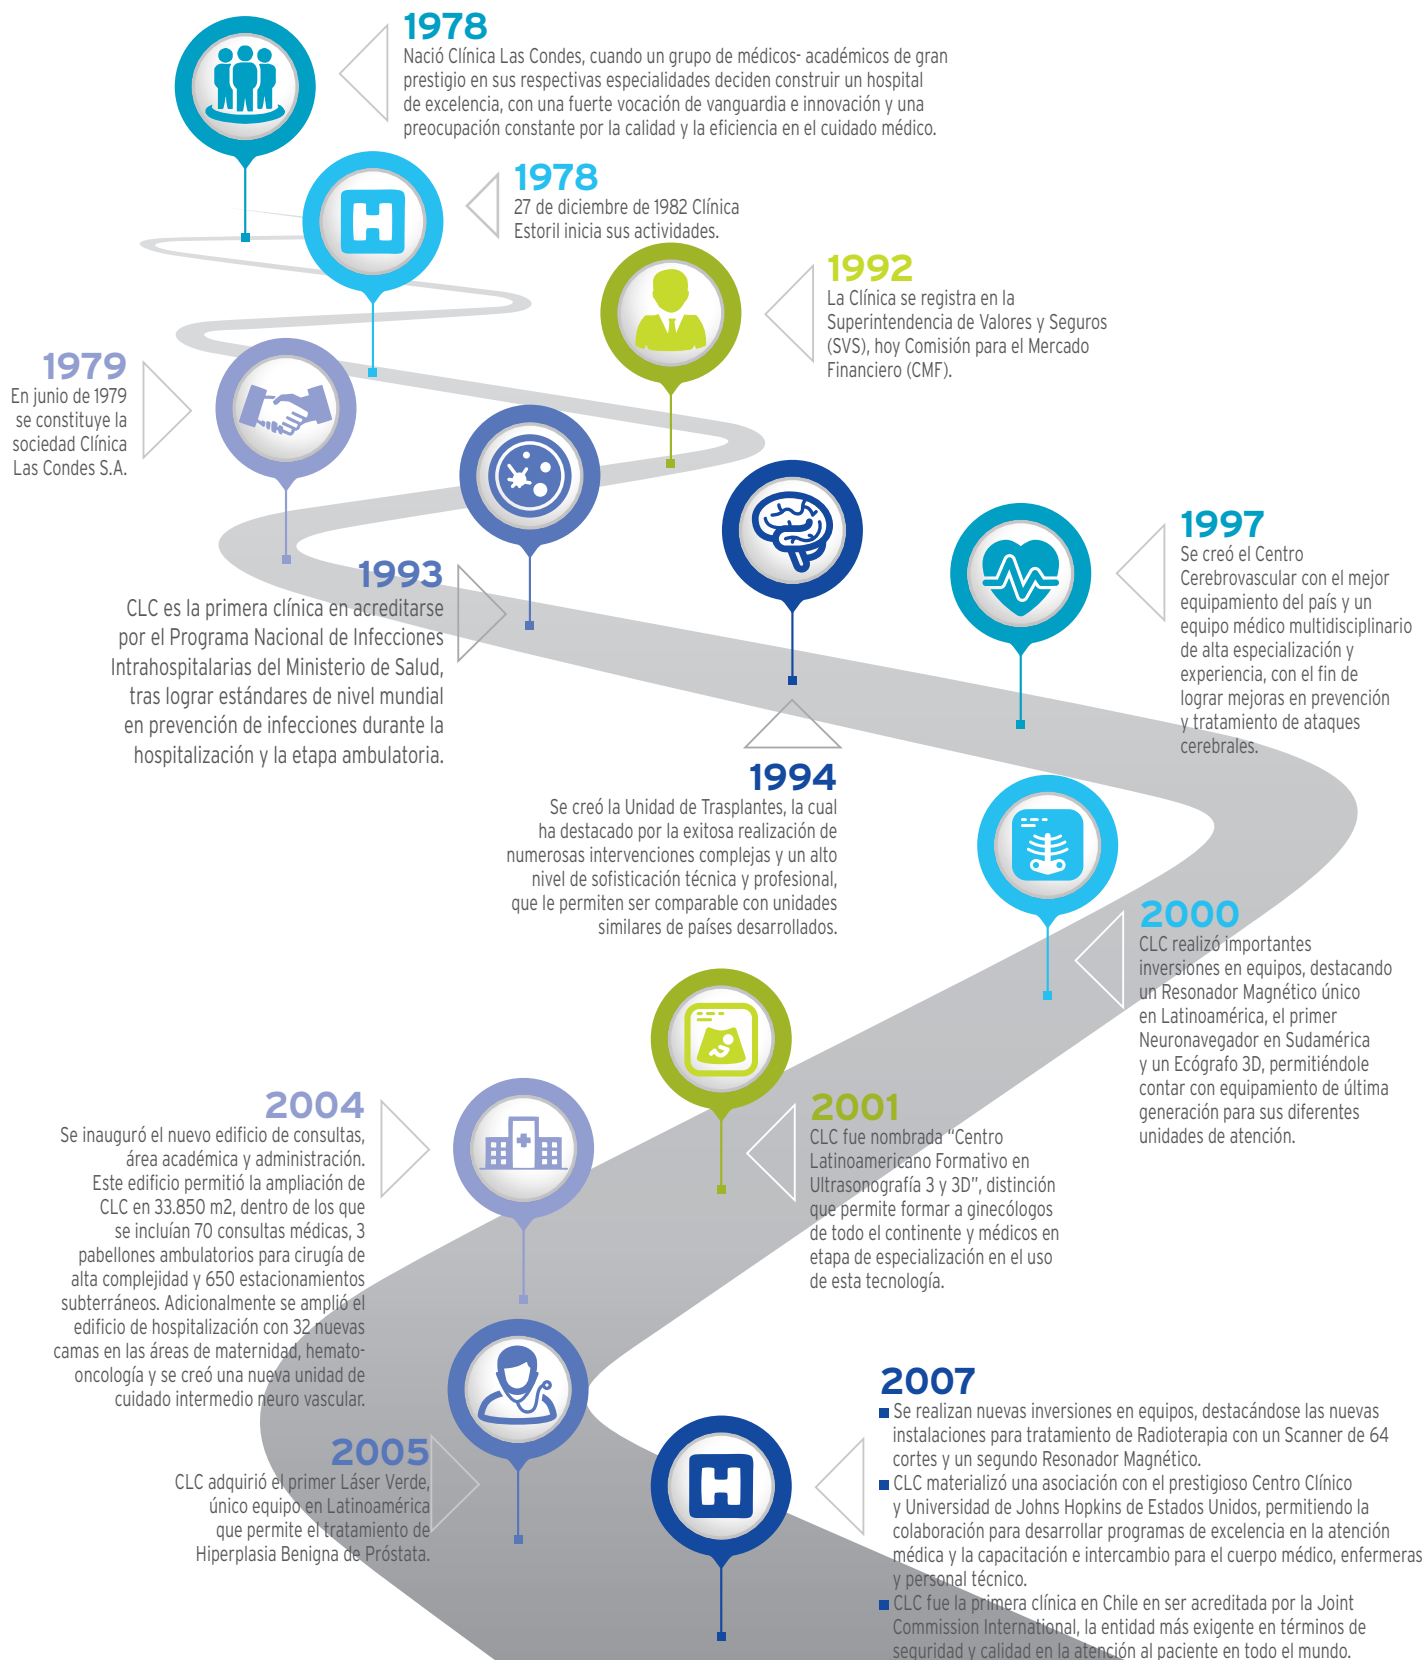 1978
Nació Clínica Las Condes, cuando un grupo de médicos- académicos de gran
prestigio en sus respectivas especialidades deciden construir un hospital
de excelencia, con una fuerte vocación de vanguardia e innovación y una
preocupación constante por la calidad y la eficiencia en el cuidado médico.
1978
27 de diciembre de 1982 Clínica
Estoril inicia sus actividades.
1992
La Clínica se registra en la
Superintendencia de Valores y Seguros
(SVS), hoy Comisión para el Mercado
Financiero (CMF).
1979
En junio de 1979
se constituye la
sociedad Clínica
Las Condes S.A.
1993
CLC es la primera clínica en acreditarse
por el Programa Nacional de Infecciones
Intrahospitalarias del Ministerio de Salud,
tras lograr estándares de nivel mundial
en prevención de infecciones durante la
hospitalización y la etapa ambulatoria.
1997
Se creó el Centro
Cerebrovascular con el mejor
equipamiento del país y un
equipo médico multidisciplinario
de alta especialización y
experiencia, con el fin de
lograr mejoras en prevención
y tratamiento de ataques
cerebrales.
1994
Se creó la Unidad de Trasplantes, la cual
ha destacado por la exitosa realización de
numerosas intervenciones complejas y un alto
nivel de sofisticación técnica y profesional,
que le permiten ser comparable con unidades
similares de países desarrollados.
2000
CLC realizó importantes
inversiones en equipos, destacando
un Resonador Magnético único
en Latinoamérica, el primer
Neuronavegador en Sudamérica
y un Ecógrafo 3D, permitiéndole
contar con equipamiento de última
generación para sus diferentes
unidades de atención.
2001
CLC fue nombrada “Centro
Latinoamericano Formativo en
Ultrasonografía 3 y 3D”, distinción
que permite formar a ginecólogos
de todo el continente y médicos en
etapa de especialización en el uso
de esta tecnología.
2004
Se inauguró el nuevo edificio de consultas,
área académica y administración.
Este edificio permitió la ampliación de
CLC en 33.850 m2, dentro de los que
se incluían 70 consultas médicas, 3
pabellones ambulatorios para cirugía de
alta complejidad y 650 estacionamientos
subterráneos. Adicionalmente se amplió el
edificio de hospitalización con 32 nuevas
camas en las áreas de maternidad, hemato-
oncología y se creó una nueva unidad de
cuidado intermedio neuro vascular.
2005
CLC adquirió el primer Láser Verde,
único equipo en Latinoamérica
que permite el tratamiento de
Hiperplasia Benigna de Próstata.
2007
Se realizan nuevas inversiones en equipos, destacándose las nuevas
instalaciones para tratamiento de Radioterapia con un Scanner de 64
cortes y un segundo Resonador Magnético.
CLC materializó una asociación con el prestigioso Centro Clínico
y Universidad de Johns Hopkins de Estados Unidos, permitiendo la
colaboración para desarrollar programas de excelencia en la atención
médica y la capacitación e intercambio para el cuerpo médico, enfermeras
y personal técnico.
CLC fue la primera clínica en Chile en ser acreditada por la Joint
Commission International, la entidad más exigente en términos de
seguridad y calidad en la atención al paciente en todo el mundo.